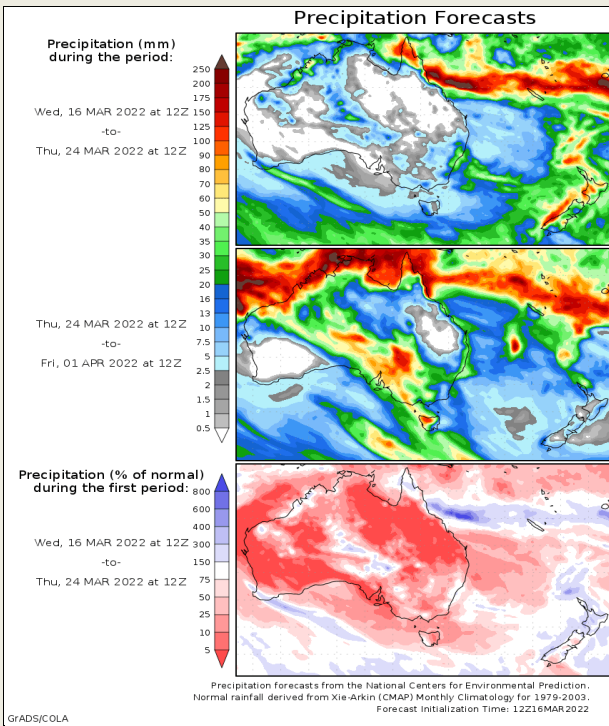 Precipitation Forecasts
Precipitation (mm)
during the period:
Wed, 16 MAR 2022 at 12Z
-to-
Thu, 24 MAR 2022 at 12Z
250
200
175
150
125
100
90
80
70
60
50
40
35
30
25
20
16
13
10
7.5
5
2.5
2
1.5
1
0.5
Thu, 24 MAR 2022 at 12Z
-to-
Fri, 01 APR 2022 at 12Z
Precipitation (% of normal)
during the first period:
Wed, 16 MAR 2022 at 12Z
-to-
Thu, 24 MAR 2022 at 12Z
800
600
400
300
150
75
50
25
10
5
Precipitation forecasts from the National Centers for Environmental Prediction.
Normal rainfall derived from Xie-Arkin (CMAP) Monthly Climatology for 1979-2003.
Forecast Initialization Time: 12Z16MAR2022
GrADS/COLA